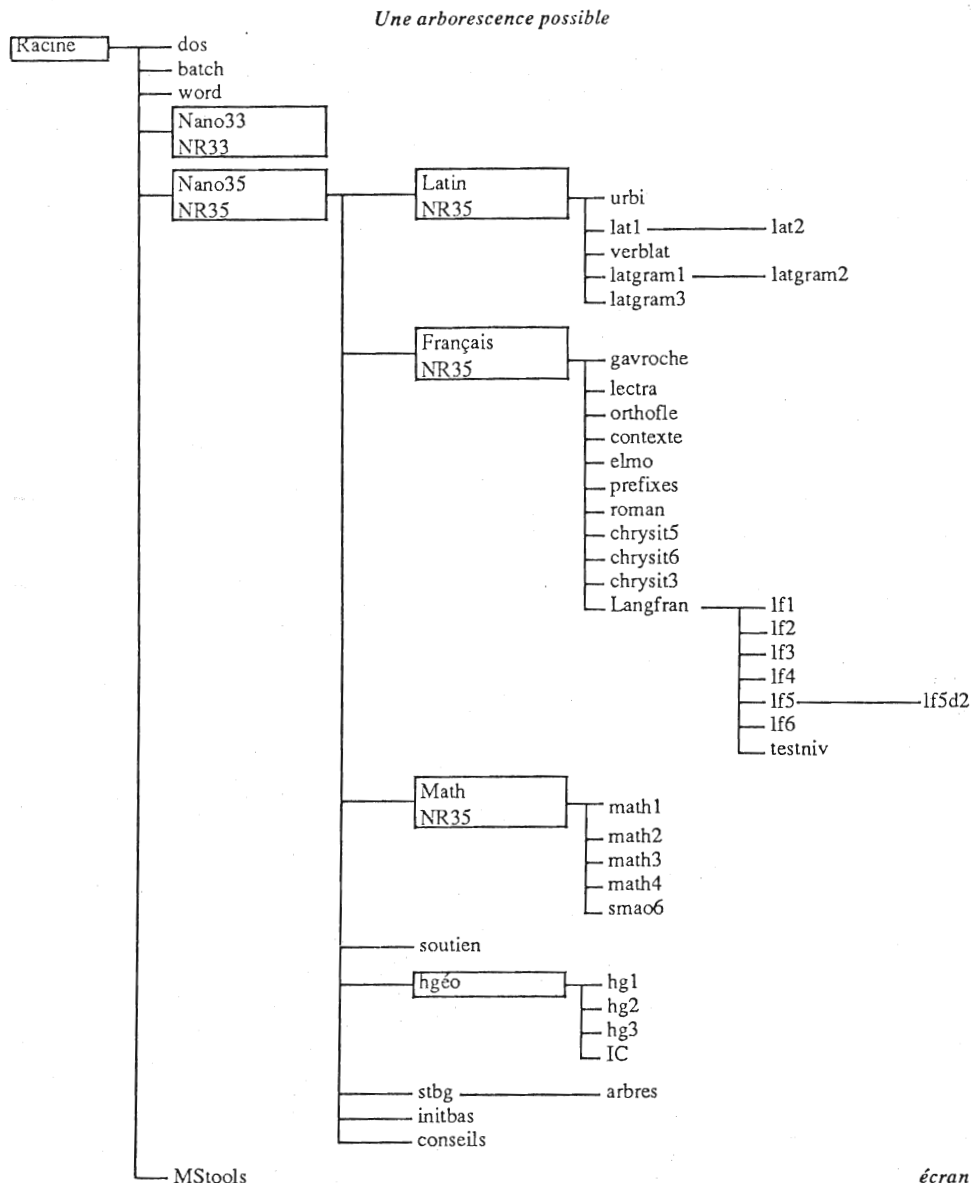 Une arborescence possible
Racine
dos
batch
word
Nano33
NR33
Nano35
NR35
Latin
NR35
urbi
lat1
lat2
verblat
latgram1
latgram2
latgram3
Français
NR35
gavroche
lectra
orthofle
contexte
elmo
prefixes
roman
chrysit5
chrysit6
chrysit3
Langfran
lf1
lf2
lf3
lf4
lf5
lf5d2
lf6
testniv
Math
NR35
math1
math2
math3
math4
smao6
soutien
hgéo
hg1
hg2
hg3
IC
stbg
arbres
initbas
conseils
MStools
écran